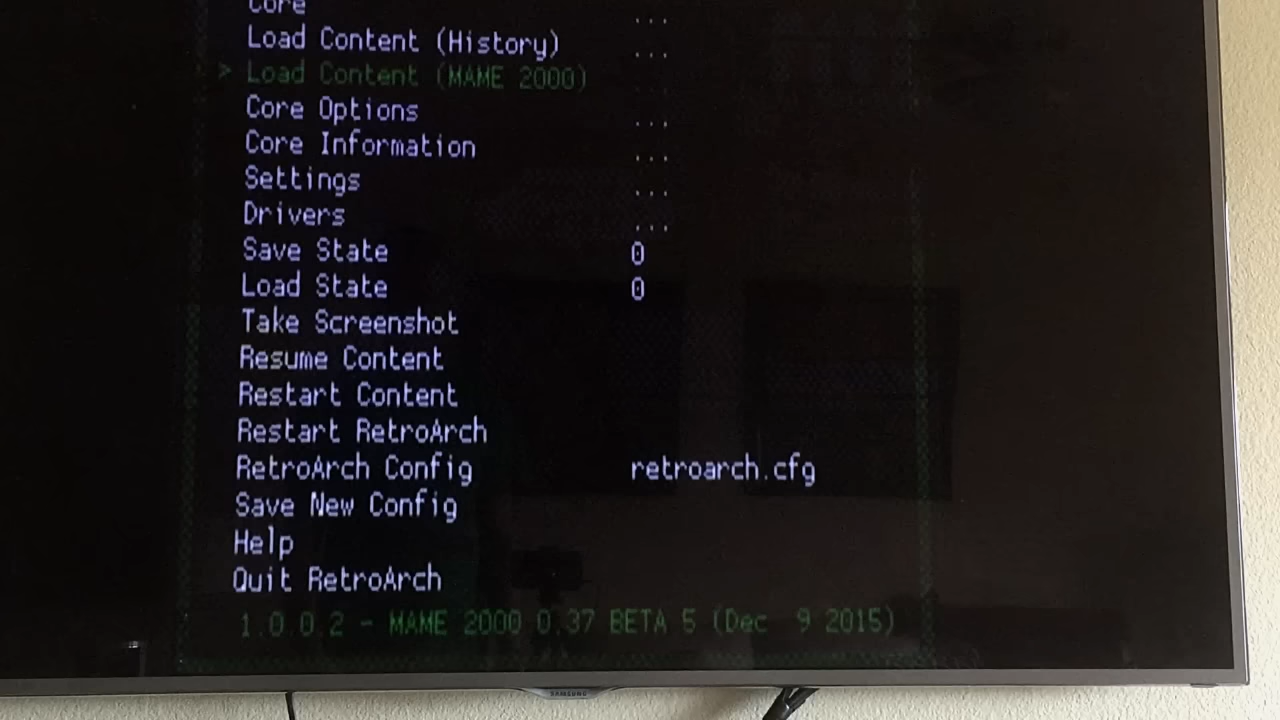 Core ...
Load Content (History) ...
> Load Content (MAME 2000) ...
Core Options ...
Core Information ...
Settings ...
Drivers ...
Save State 0
Load State 0
Take Screenshot
Resume Content
Restart Content
Restart RetroArch
RetroArch Config retroarch.cfg
Save New Config
Help
Quit RetroArch
1.0.0.2 - MAME 2000 0.37 BETA 5 (Dec 9 2015)
SAMSUNG